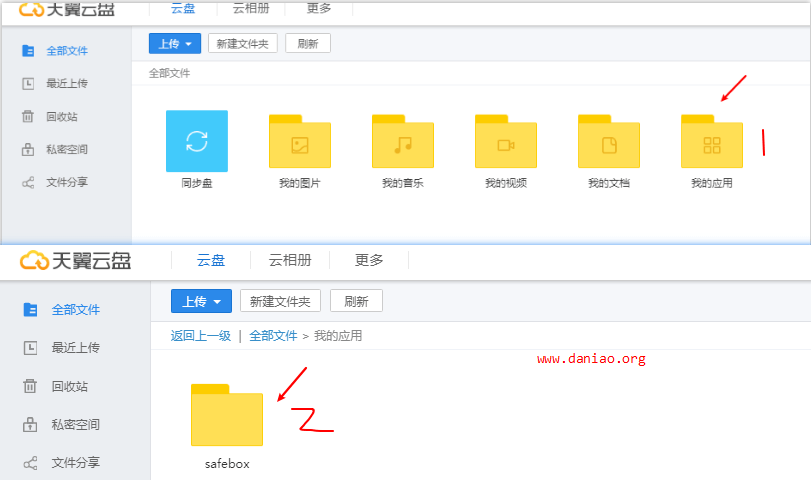 天翼云盘 云盘 云相册 更多
全部文件
最近上传
回收站
私密空间
文件分享
上传 新建文件夹 刷新
全部文件
同步盘 我的图片 我的音乐 我的视频 我的文档 我的应用
1
天翼云盘 云盘 云相册 更多
全部文件
最近上传
回收站
私密空间
文件分享
上传 新建文件夹 刷新
返回上一级 | 全部文件 > 我的应用
www.daniao.org
2
safebox